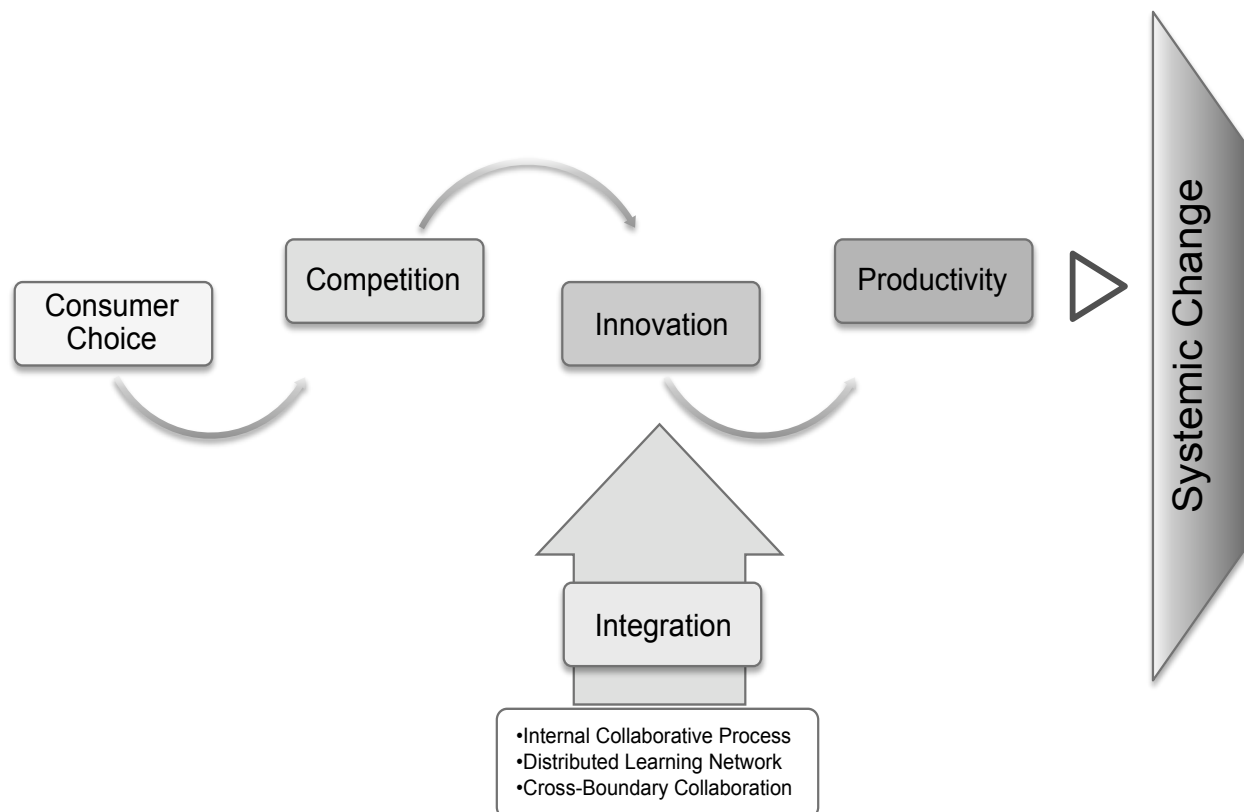 Consumer
Choice
Competition
Innovation
Productivity
Systemic Change
Integration
•Internal Collaborative Process
•Distributed Learning Network
•Cross-Boundary Collaboration